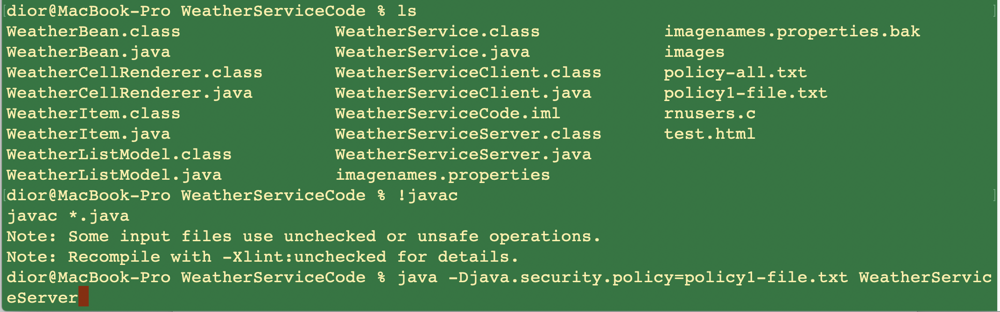 [dior@MacBook-Pro WeatherServiceCode % ls ]
WeatherBean.class WeatherService.class imagenames.properties.bak
WeatherBean.java WeatherService.java images
WeatherCellRenderer.class WeatherServiceClient.class policy-all.txt
WeatherCellRenderer.java WeatherServiceClient.java policy1-file.txt
WeatherItem.class WeatherServiceCode.iml rnusers.c
WeatherItem.java WeatherServiceServer.class test.html
WeatherListModel.class WeatherServiceServer.java
WeatherListModel.java imagenames.properties
[dior@MacBook-Pro WeatherServiceCode % !javac ]
javac *.java
Note: Some input files use unchecked or unsafe operations.
Note: Recompile with -Xlint:unchecked for details.
dior@MacBook-Pro WeatherServiceCode % java -Djava.security.policy=policy1-file.txt WeatherServic
eServer